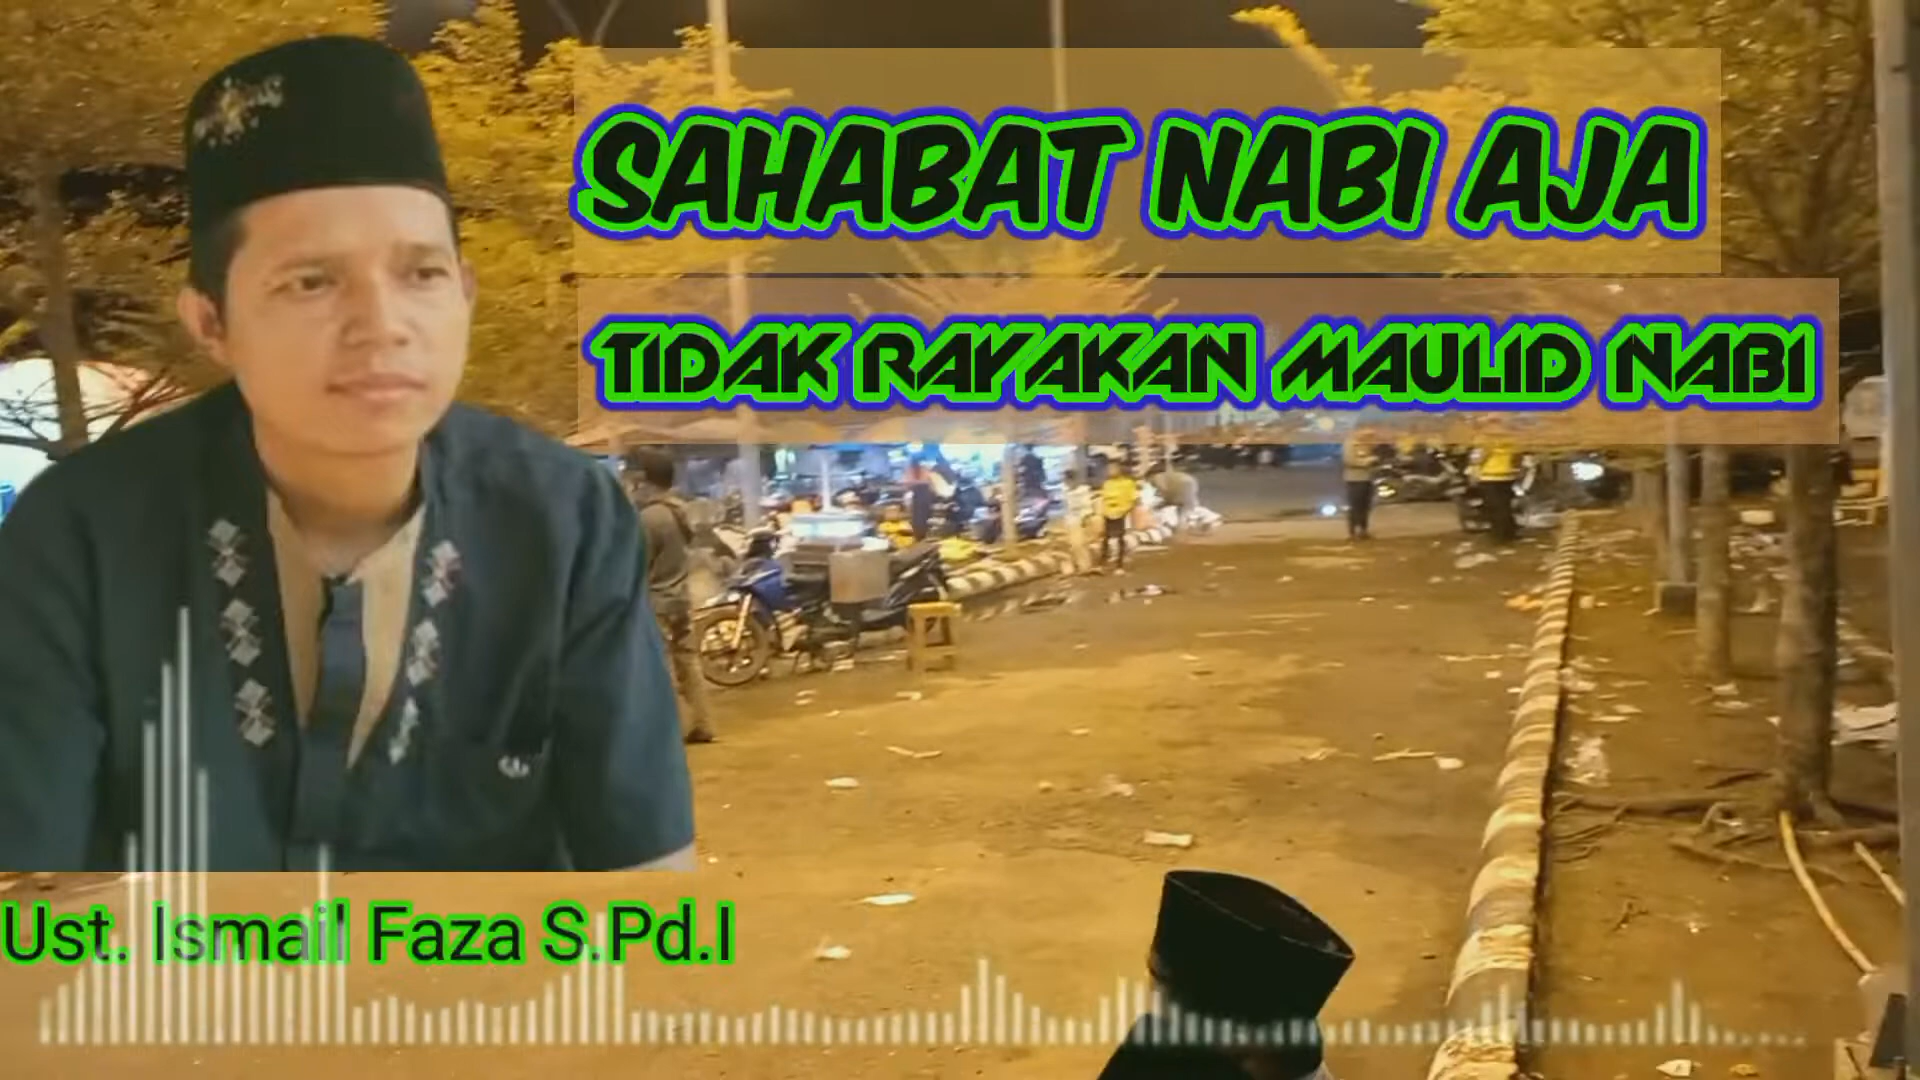 SAHABAT NABI AJA
TIDAK RAYAKAN MAULID NABI
Ust. Ismail Faza S.Pd.I